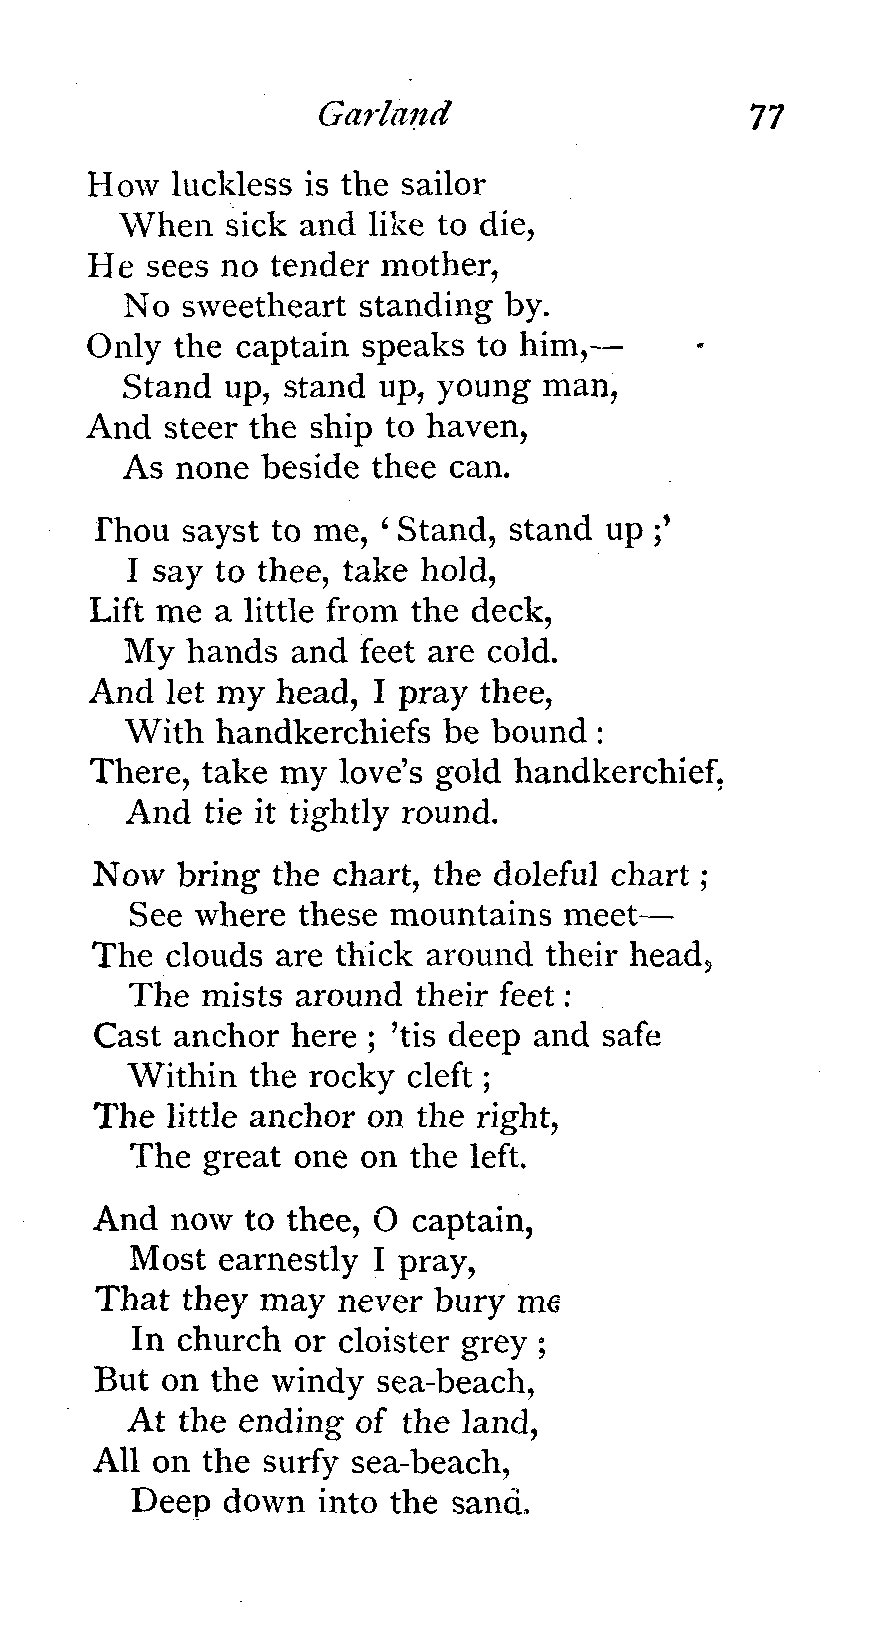 Garland 77
How luckless is the sailor
When sick and like to die,
He sees no tender mother,
No sweetheart standing by.
Only the captain speaks to him,—
Stand up, stand up, young man,
And steer the ship to haven,
As none beside thee can.
Thou sayst to me, ‘ Stand, stand up ;’
I say to thee, take hold,
Lift me a little from the deck,
My hands and feet are cold.
And let my head, I pray thee,
With handkerchiefs be bound :
There, take my love’s gold handkerchief,
And tie it tightly round.
Now bring the chart, the doleful chart ;
See where these mountains meet—
The clouds are thick around their head,
The mists around their feet :
Cast anchor here ; ’tis deep and safe
Within the rocky cleft ;
The little anchor on the right,
The great one on the left.
And now to thee, O captain,
Most earnestly I pray,
That they may never bury me
In church or cloister grey ;
But on the windy sea-beach,
At the ending of the land,
All on the surfy sea-beach,
Deep down into the sand.